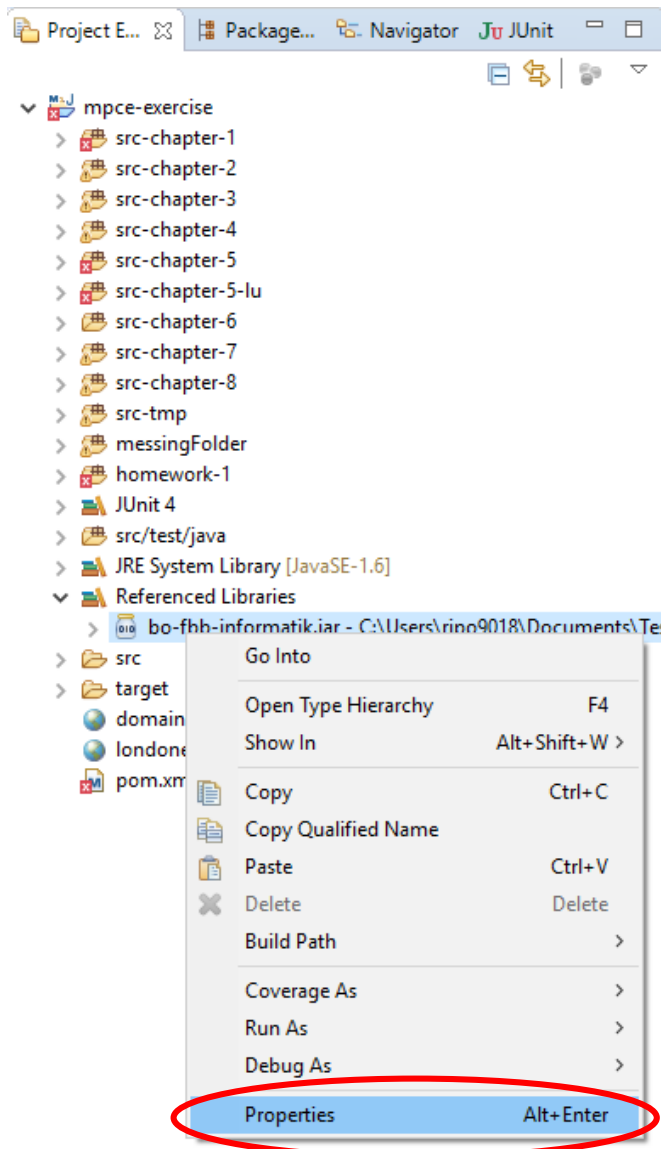 Project E... Package... Navigator JUnit
mpce-exercise
src-chapter-1
src-chapter-2
src-chapter-3
src-chapter-4
src-chapter-5
src-chapter-5-lu
src-chapter-6
src-chapter-7
src-chapter-8
src-tmp
messingFolder
homework-1
JUnit 4
src/test/java
JRE System Library [JavaSE-1.6]
Referenced Libraries
bo-fbb-informatik.jar - C:\Users\ripo9018\Documents\Te
src
target
domain
londone
pom.xm
Go Into
Open Type Hierarchy F4
Show In Alt+Shift+W >
Copy Ctrl+C
Copy Qualified Name
Paste Ctrl+V
Delete Delete
Build Path >
Coverage As >
Run As >
Debug As >
Properties Alt+Enter